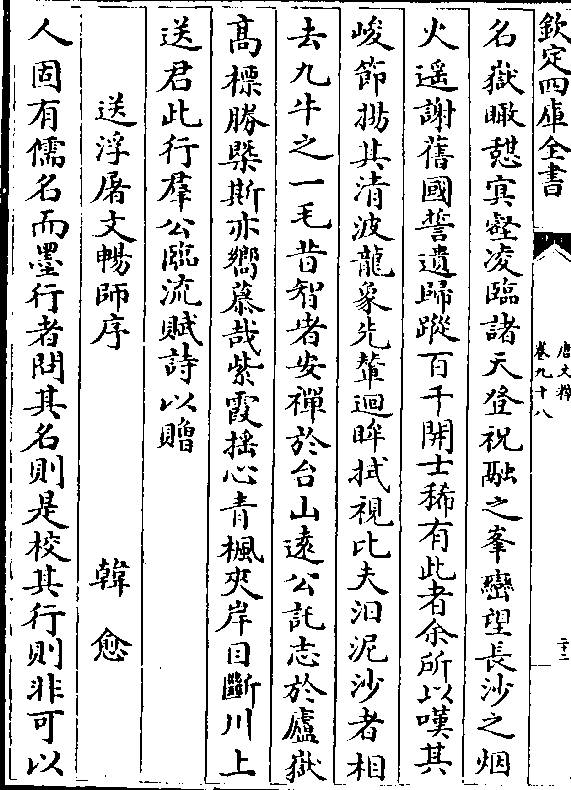 欽定四庫全書
唐文粹
卷九十八
二十二
名嶽瞰憩冥壑凌臨諸天登祝融之峯巒望長沙之烟
火遥謝舊國誓遺歸蹤百千開士稀有此者余所以嘆其
峻節揚其清波龍象先輩迴眸拭視比夫汩泥沙者相
去九牛之一毛昔智者安禪於台山遠公託志於廬嶽
高標勝槩斯亦嚮慕哉紫霞揺心青楓夾岸目斷川上
送君此行羣公臨流賦詩以贈
送浮屠文暢師序 韓愈
人固有儒名而墨行者問其名則是校其行則非可以